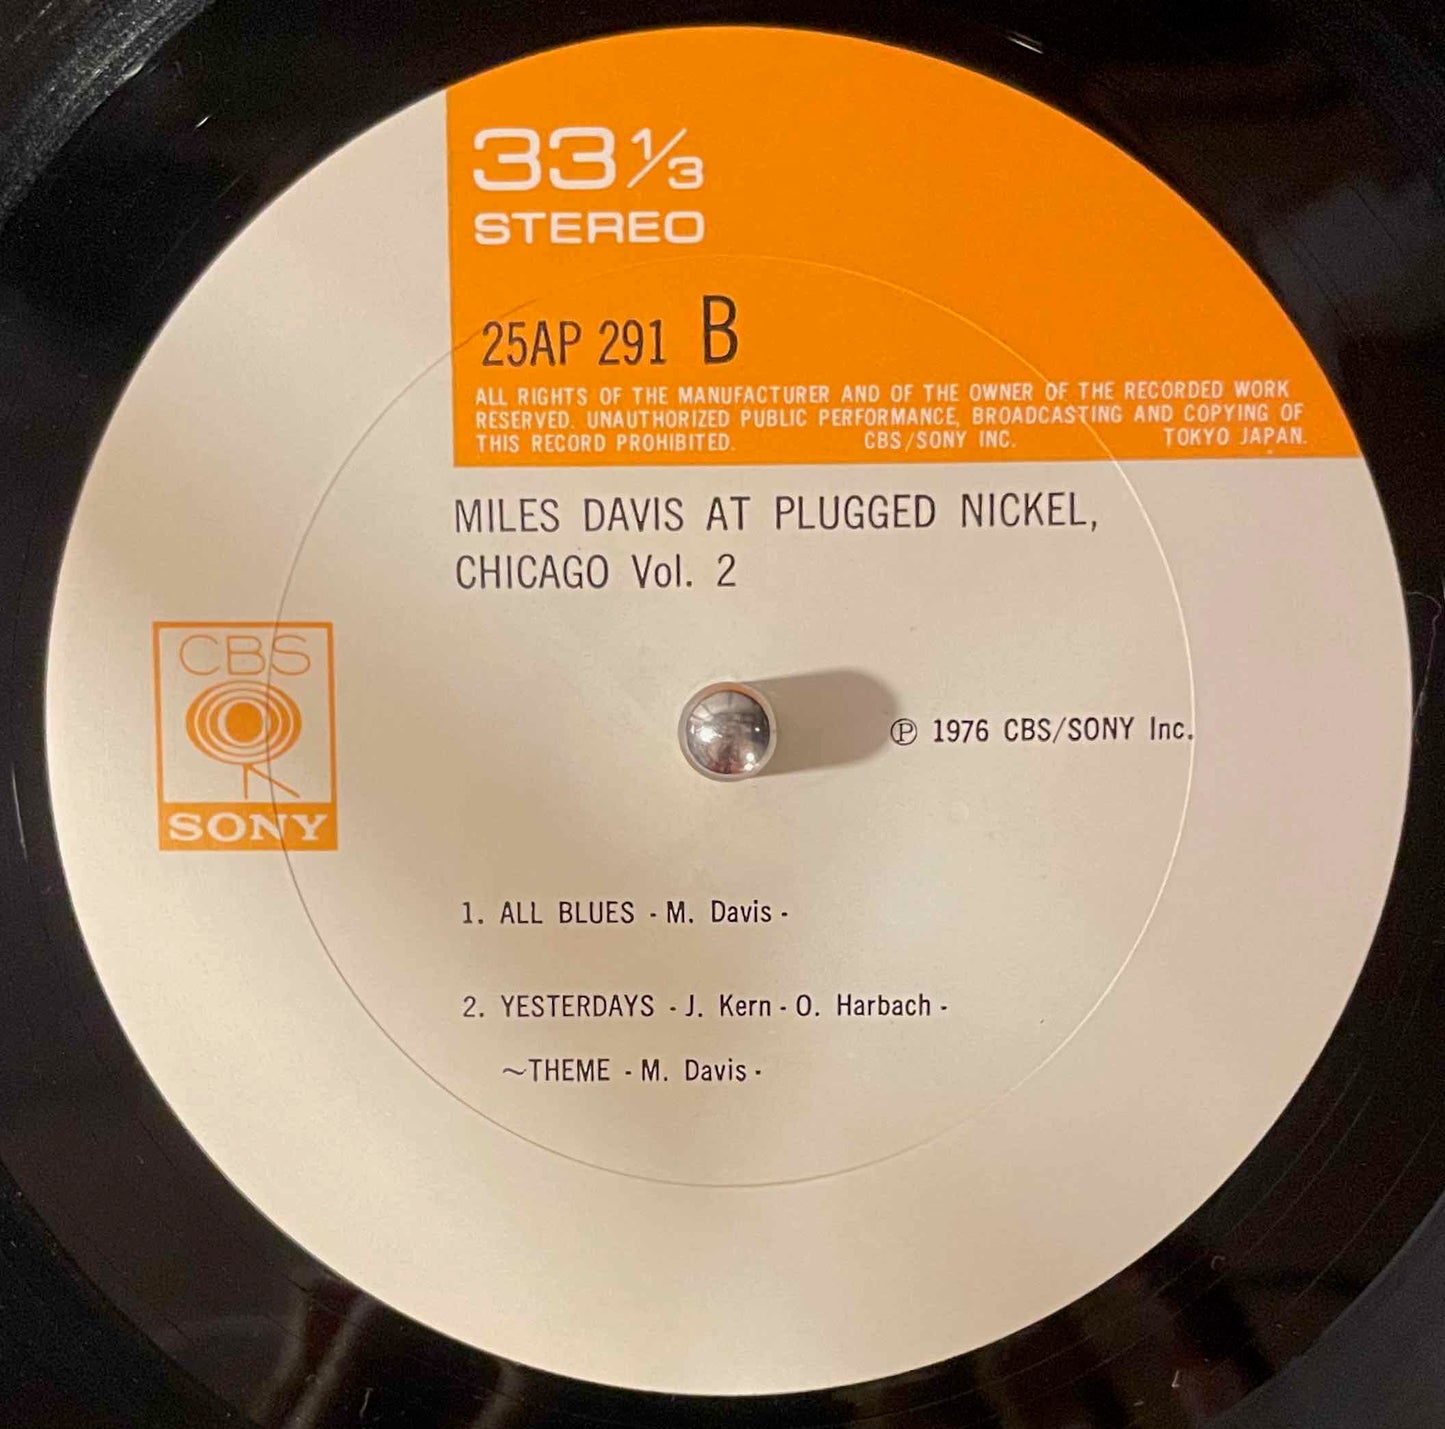 33 1/3
STEREO
25AP 291 B
ALL RIGHTS OF THE MANUFACTURER AND OF THE OWNER OF THE RECORDED WORK
RESERVED. UNAUTHORIZED PUBLIC PERFORMANCE, BROADCASTING AND COPYING OF
THIS RECORD PROHIBITED. CBS/SONY INC. TOKYO JAPAN.
MILES DAVIS AT PLUGGED NICKEL,
CHICAGO Vol. 2
CBS
SONY
℗ 1976 CBS/SONY Inc.
1. ALL BLUES - M. Davis -
2. YESTERDAYS - J. Kern - O. Harbach -
~THEME - M. Davis -